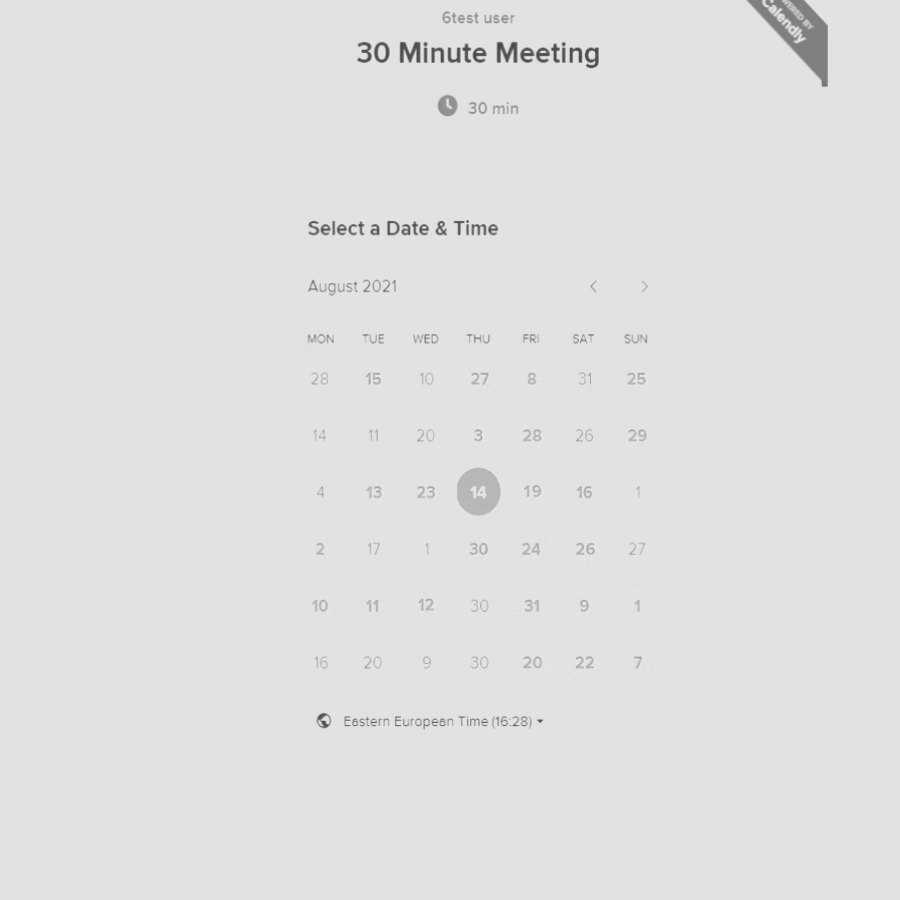 6test user
POWERED BY
Calendly
30 Minute Meeting
30 min
Select a Date & Time
August 2021
MON TUE WED THU FRI SAT SUN
28 15 10 27 8 31 25
14 11 20 3 28 26 29
4 13 23 14 19 16 1
2 17 1 30 24 26 27
10 11 12 30 31 9 1
16 20 9 30 20 22 7
Eastern European Time (16:28)